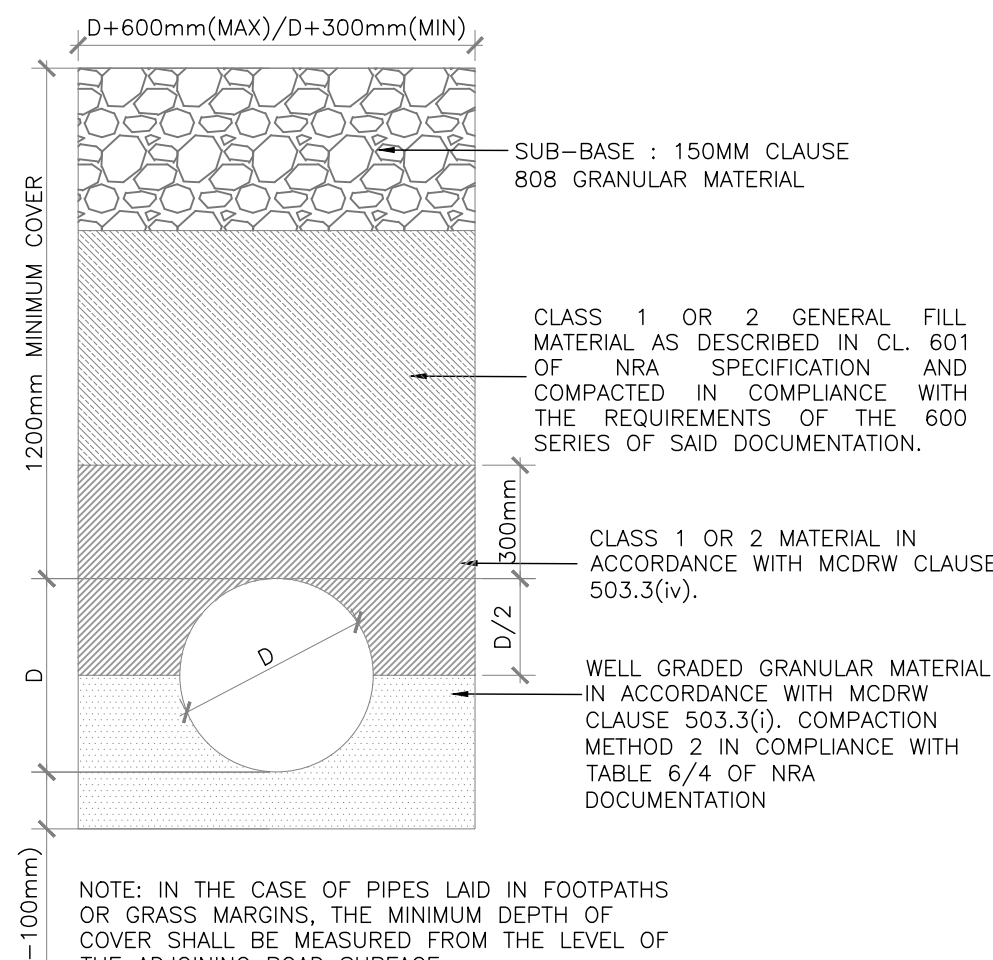 D+600mm(MAX)/D+300mm(MIN)
SUB-BASE : 150MM CLAUSE
808 GRANULAR MATERIAL
1200mm MINIMUM COVER
CLASS 1 OR 2 GENERAL FILL
MATERIAL AS DESCRIBED IN CL. 601
OF NRA SPECIFICATION AND
COMPACTED IN COMPLIANCE WITH
THE REQUIREMENTS OF THE 600
SERIES OF SAID DOCUMENTATION.
300mm
CLASS 1 OR 2 MATERIAL IN
ACCORDANCE WITH MCDRW CLAUSE
503.3(iv).
D/2
D
D
WELL GRADED GRANULAR MATERIAL
IN ACCORDANCE WITH MCDRW
CLAUSE 503.3(i). COMPACTION
METHOD 2 IN COMPLIANCE WITH
TABLE 6/4 OF NRA
DOCUMENTATION
-100mm)
NOTE: IN THE CASE OF PIPES LAID IN FOOTPATHS
OR GRASS MARGINS, THE MINIMUM DEPTH OF
COVER SHALL BE MEASURED FROM THE LEVEL OF
THE ADJOINING ROAD SURFACE